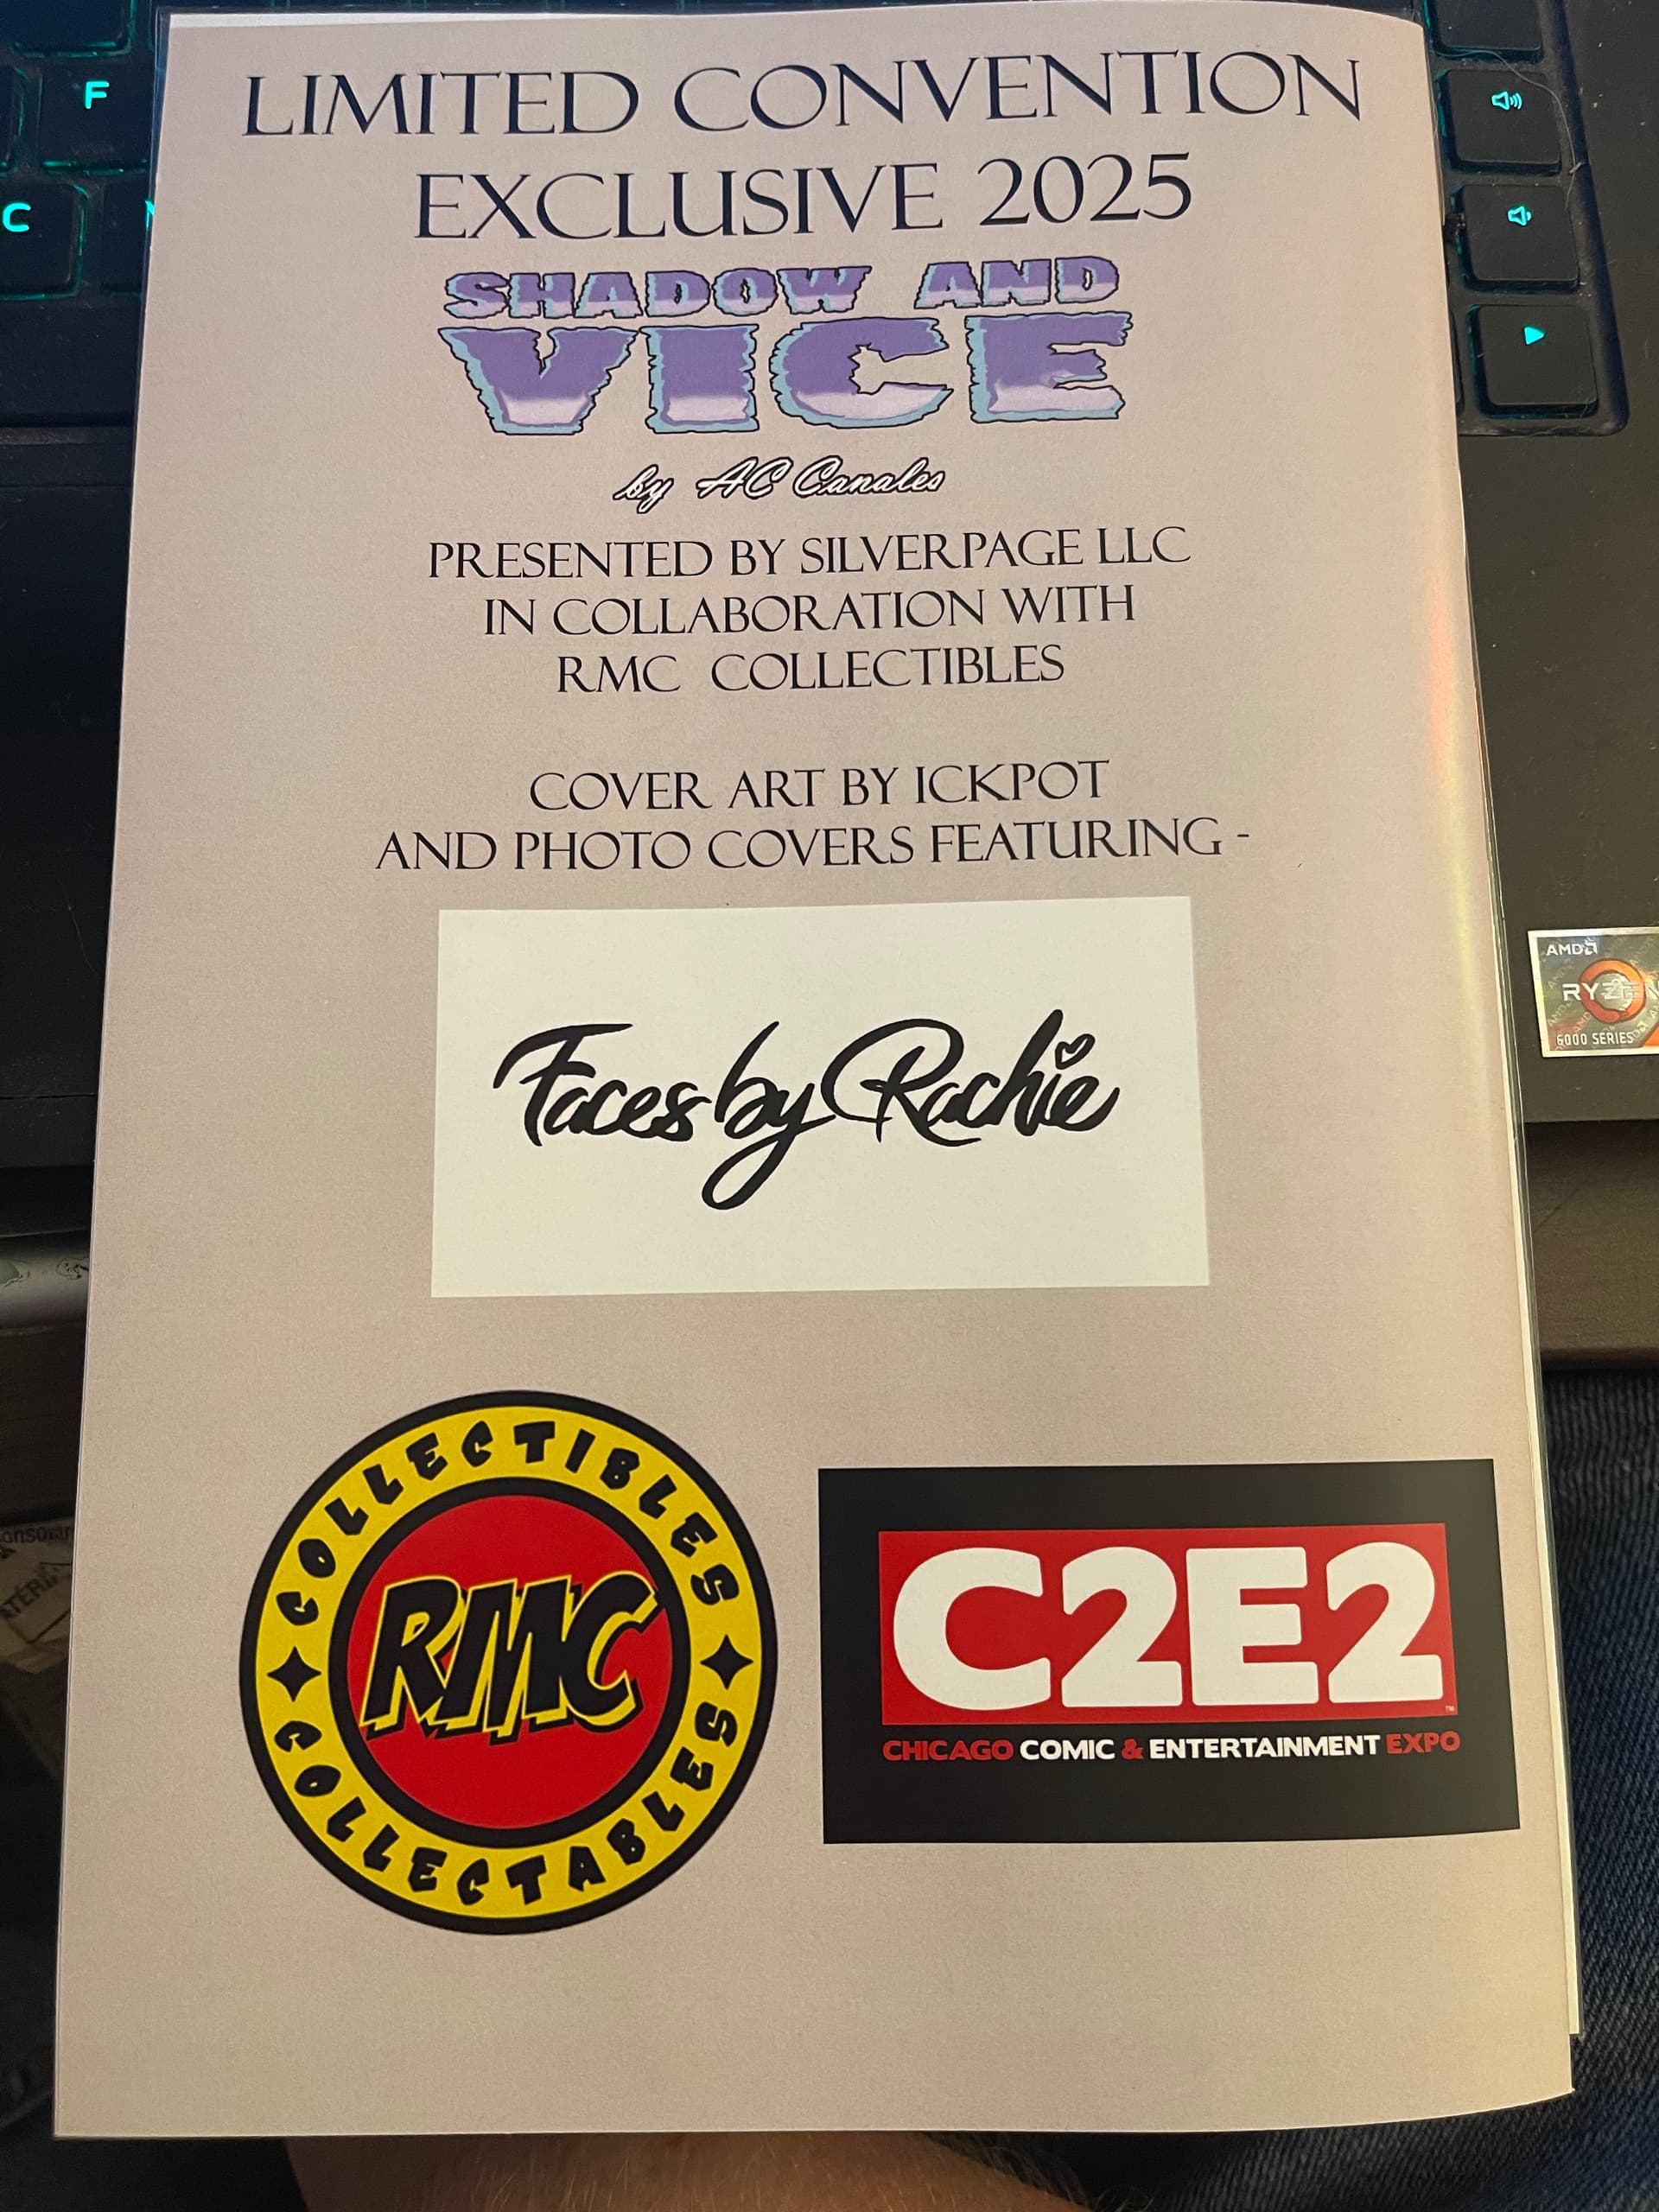 F
C
LIMITED CONVENTION
EXCLUSIVE 2025
SHADOW AND
VICE
by AC Canales
PRESENTED BY SILVERPAGE LLC
IN COLLABORATION WITH
RMC COLLECTIBLES
COVER ART BY ICKPOT
AND PHOTO COVERS FEATURING -
Faces by Rachie
AMD
RYZEN
6000 SERIES
COLLECTIBLES
RMC
COLLECTABLES
C2E2
TM
CHICAGO COMIC & ENTERTAINMENT EXPO